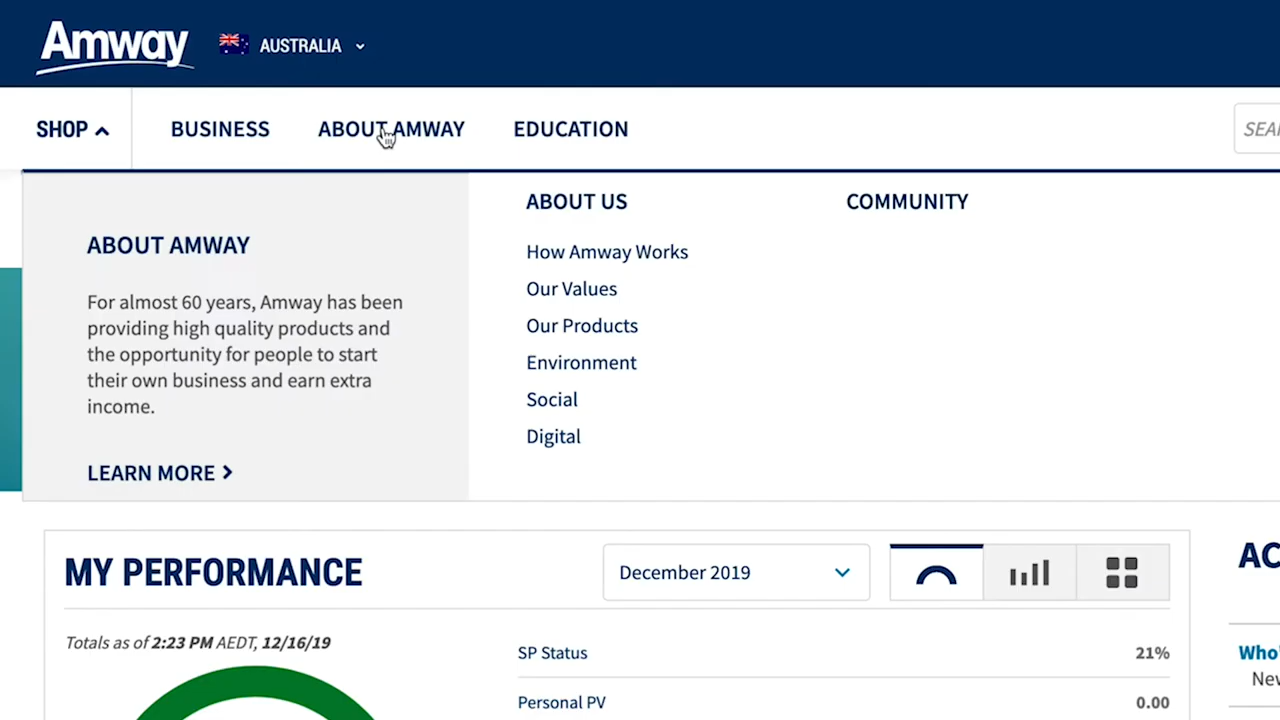 Amway
AUSTRALIA
SHOP
BUSINESS
ABOUT AMWAY
EDUCATION
ABOUT AMWAY
For almost 60 years, Amway has been
providing high quality products and
the opportunity for people to start
their own business and earn extra
income.
LEARN MORE
ABOUT US
How Amway Works
Our Values
Our Products
Environment
Social
Digital
COMMUNITY
MY PERFORMANCE
December 2019
Totals as of 2:23 PM AEDT, 12/16/19
SP Status 21%
Personal PV 0.00
Who'